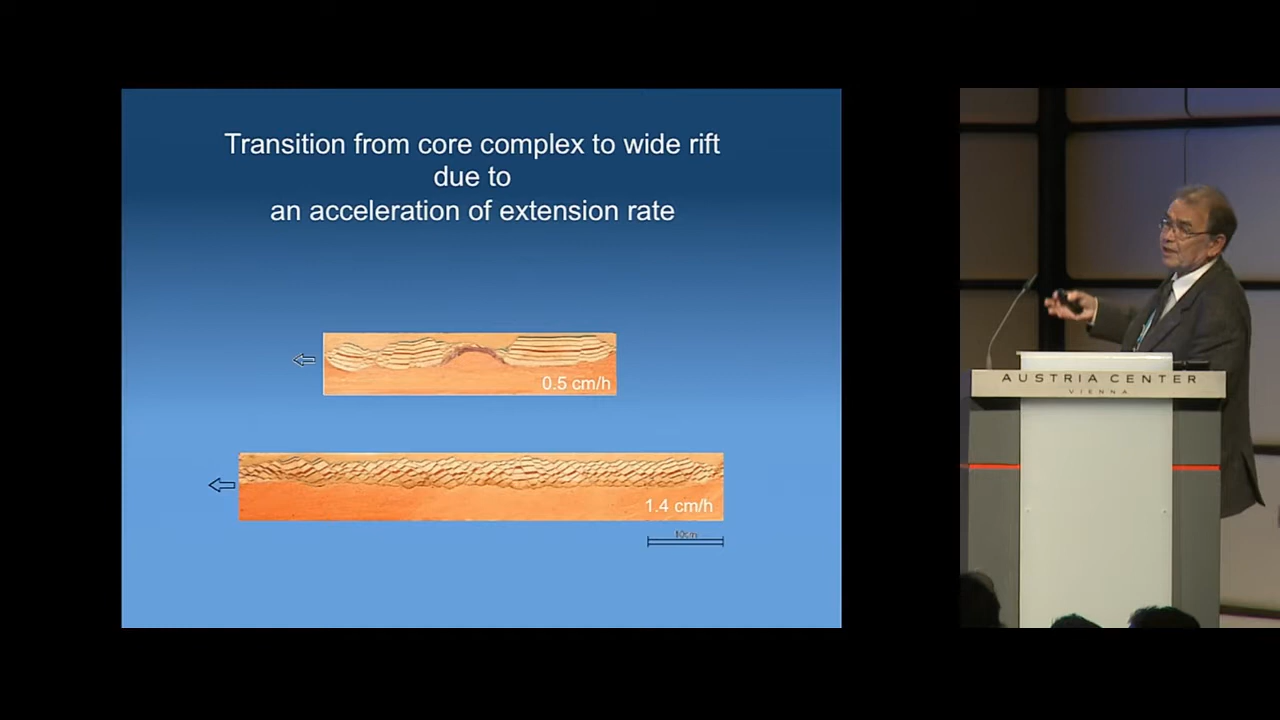 Transition from core complex to wide rift
due to
an acceleration of extension rate
0.5 cm/h
1.4 cm/h
10cm
AUSTRIA CENTER
VIENNA